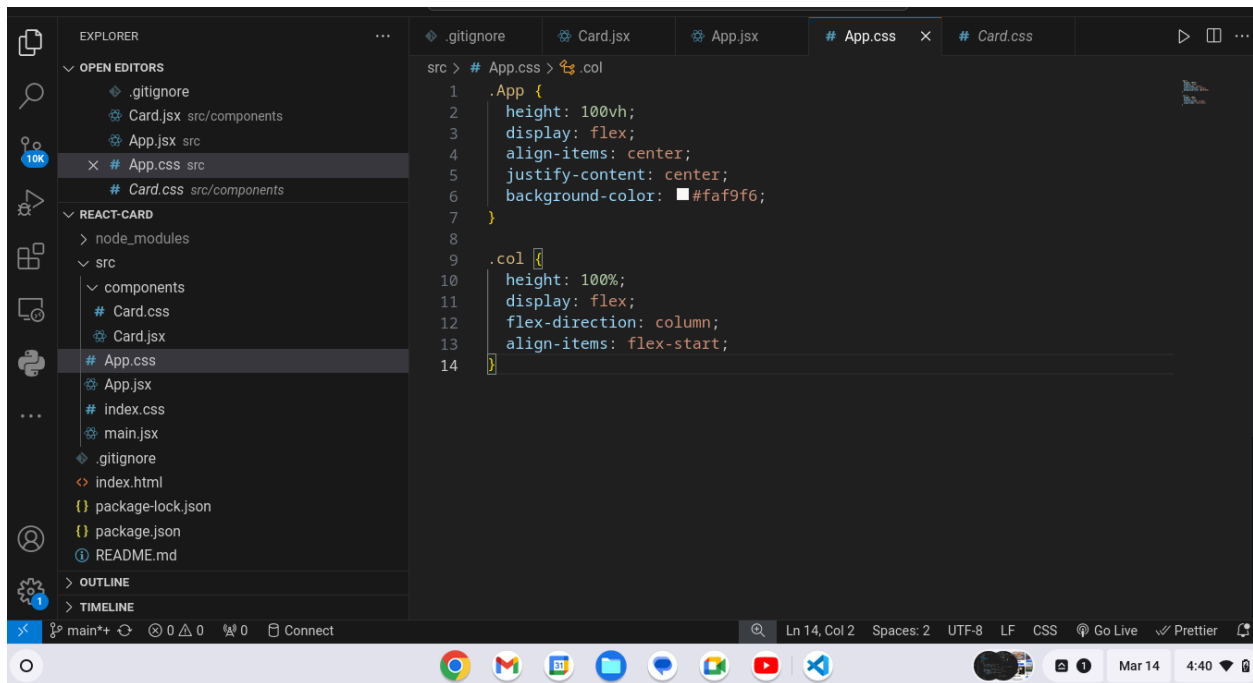 EXPLORER
OPEN EDITORS
.gitignore
Card.jsx src/components
App.jsx src
# App.css src
# Card.css src/components
REACT-CARD
node_modules
src
components
# Card.css
Card.jsx
# App.css
App.jsx
# index.css
main.jsx
.gitignore
<> index.html
{} package-lock.json
{} package.json
README.md
OUTLINE
TIMELINE
10K
1
.gitignore
Card.jsx
App.jsx
# App.css
# Card.css
src > # App.css > .col
1 .App {
2 height: 100vh;
3 display: flex;
4 align-items: center;
5 justify-content: center;
6 background-color: #faf9f6;
7 }
8
9 .col {
10 height: 100%;
11 display: flex;
12 flex-direction: column;
13 align-items: flex-start;
14 }
main*+ 0 0 0 Connect
Ln 14, Col 2 Spaces: 2 UTF-8 LF CSS Go Live Prettier
31
1 Mar 14 4:40